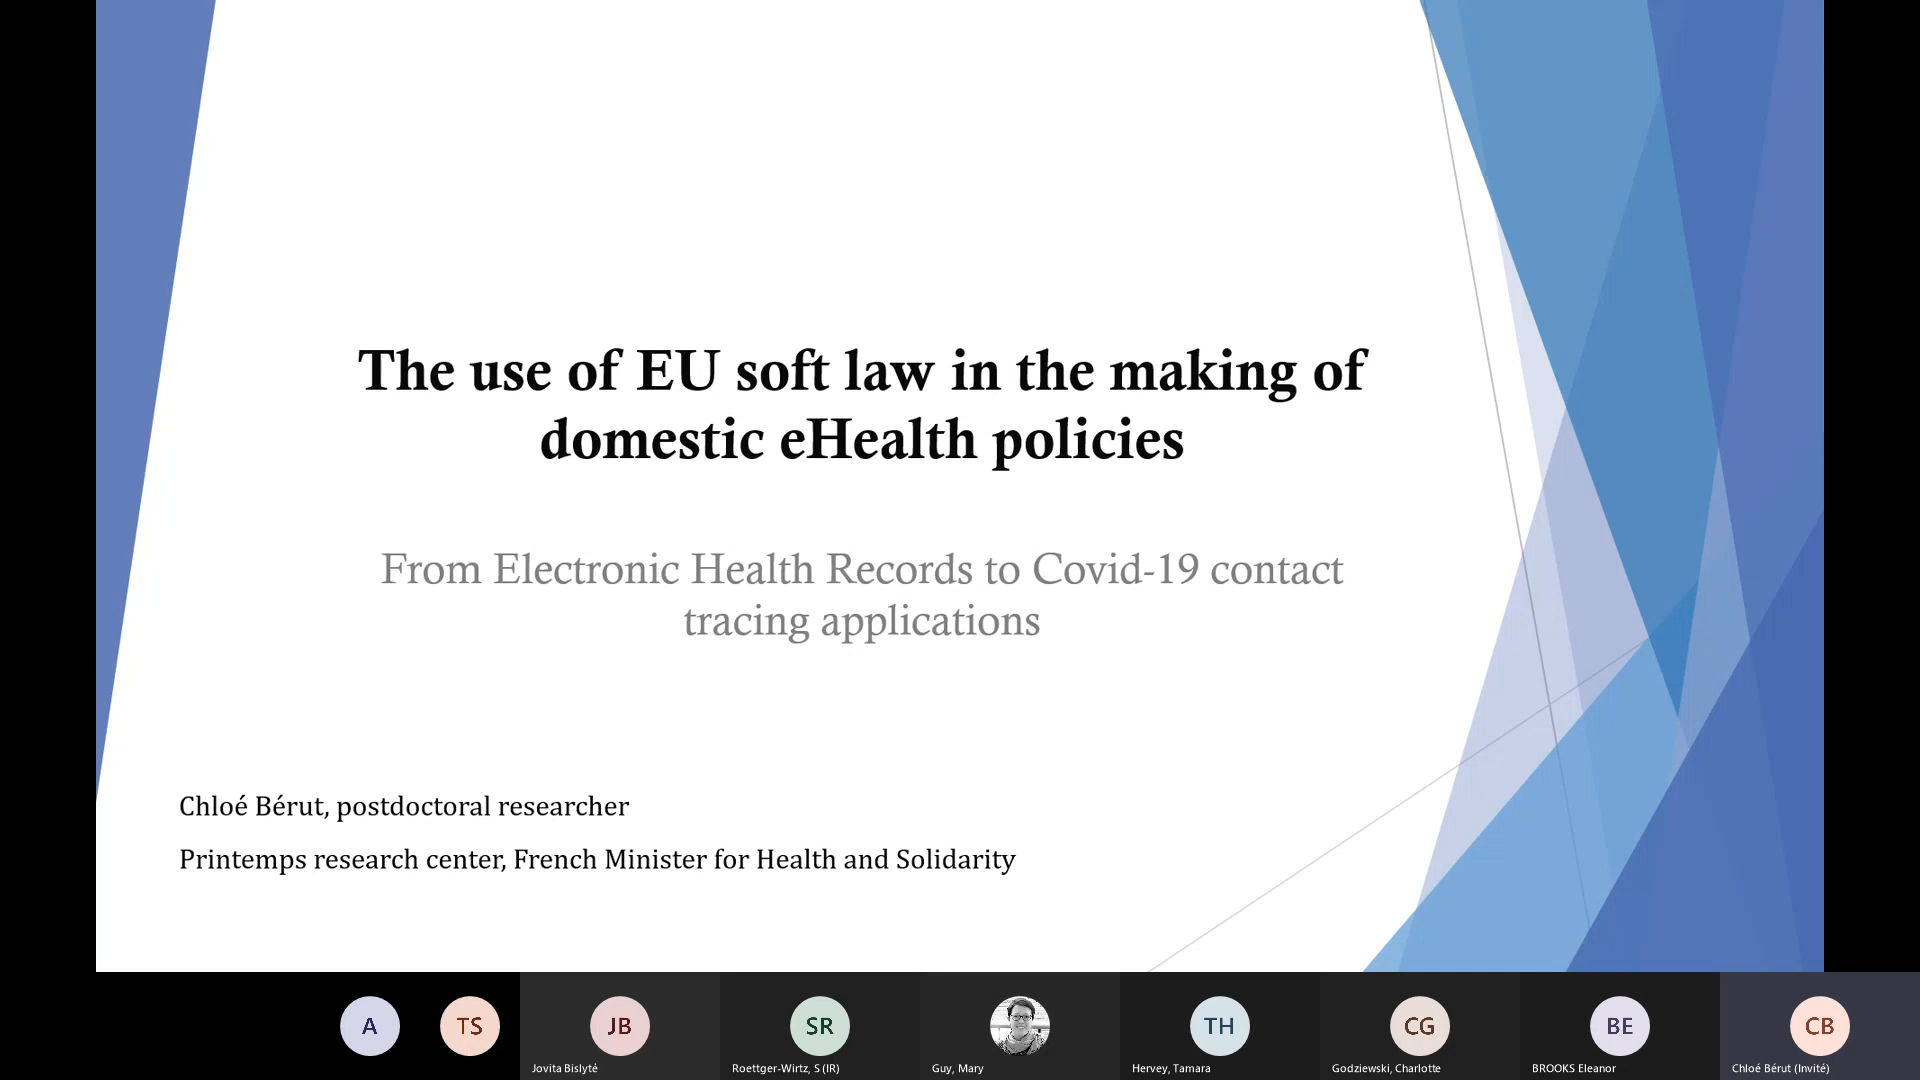 The use of EU soft law in the making of
domestic eHealth policies
From Electronic Health Records to Covid-19 contact
tracing applications
Chloé Bérut, postdoctoral researcher
Printemps research center, French Minister for Health and Solidarity
A
TS
JB
SR
TH
CG
BE
CB
Jovita Bislytė
Roettger-Wirtz, S (IR)
Guy, Mary
Hervey, Tamara
Godziewski, Charlotte
BROOKS Eleanor
Chloé Bérut (Invité)